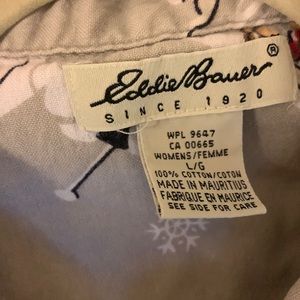 Eddie Bauer®
SINCE 1920
WPL 9647
CA 00665
WOMENS/FEMME
L/G
100% COTTON/COTON
MADE IN MAURITIUS
FABRIQUE EN MAURICE
SEE SIDE FOR CARE